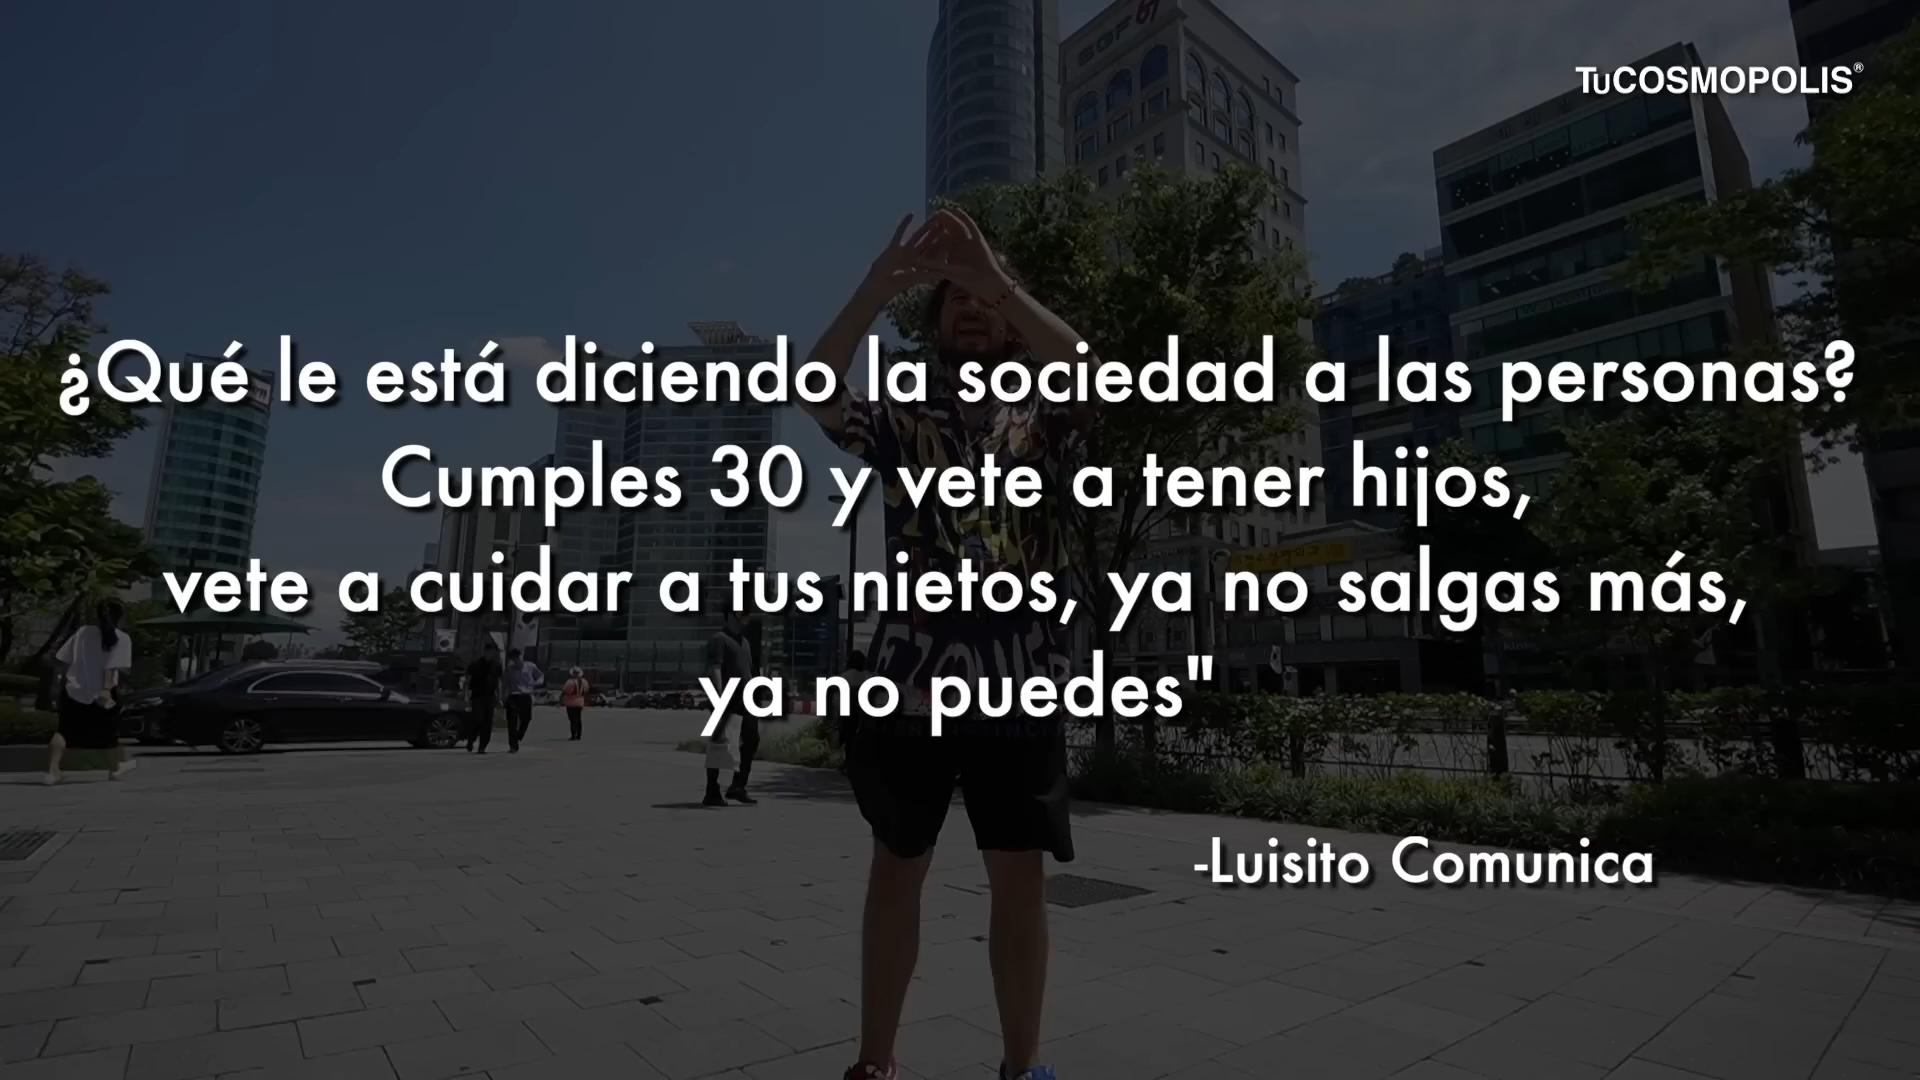 TuCOSMOPOLIS®
¿Qué le está diciendo la sociedad a las personas?
Cumples 30 y vete a tener hijos,
vete a cuidar a tus nietos, ya no salgas más,
ya no puedes"
-Luisito Comunica